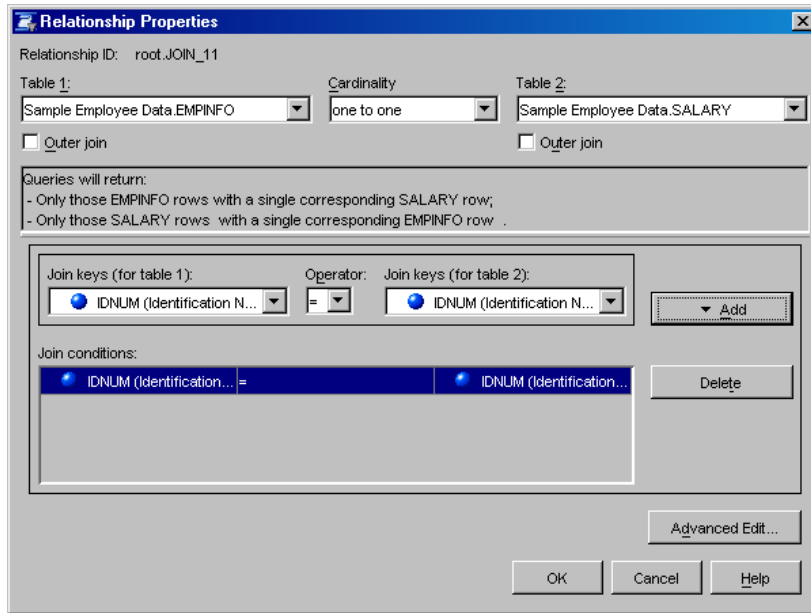 Relationship Properties
Relationship ID: root.JOIN_11
Table 1: Cardinality Table 2:
Sample Employee Data.EMPINFO one to one Sample Employee Data.SALARY
Outer join Outer join
Queries will return:
- Only those EMPINFO rows with a single corresponding SALARY row;
- Only those SALARY rows with a single corresponding EMPINFO row .
Join keys (for table 1): Operator: Join keys (for table 2):
IDNUM (Identification N... = IDNUM (Identification N...
Add
Join conditions:
IDNUM (Identification... = IDNUM (Identification...
Delete
Advanced Edit...
OK Cancel Help